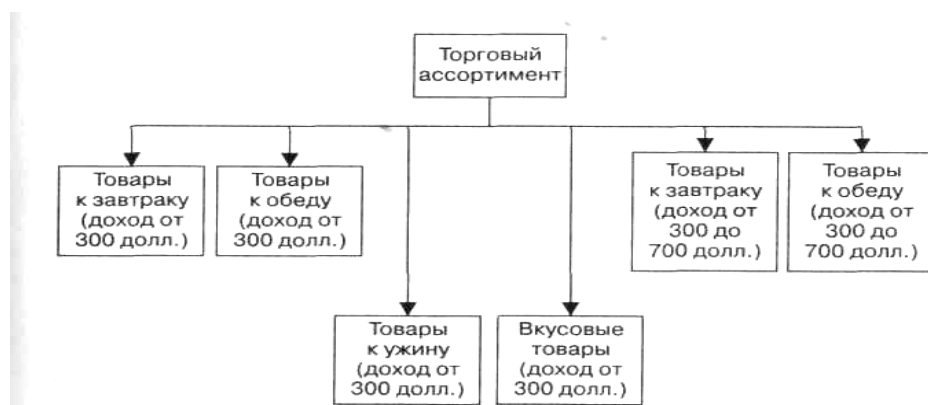 Торговый
ассортимент
Товары
к завтраку
(доход от
300 долл.)
Товары
к обеду
(доход от
300 долл.)
Товары
к завтраку
(доход от
300 до
700 долл.)
Товары
к обеду
(доход от
300 до
700 долл.)
Товары
к ужину
(доход от
300 долл.)
Вкусовые
товары
(доход от
300 долл.)